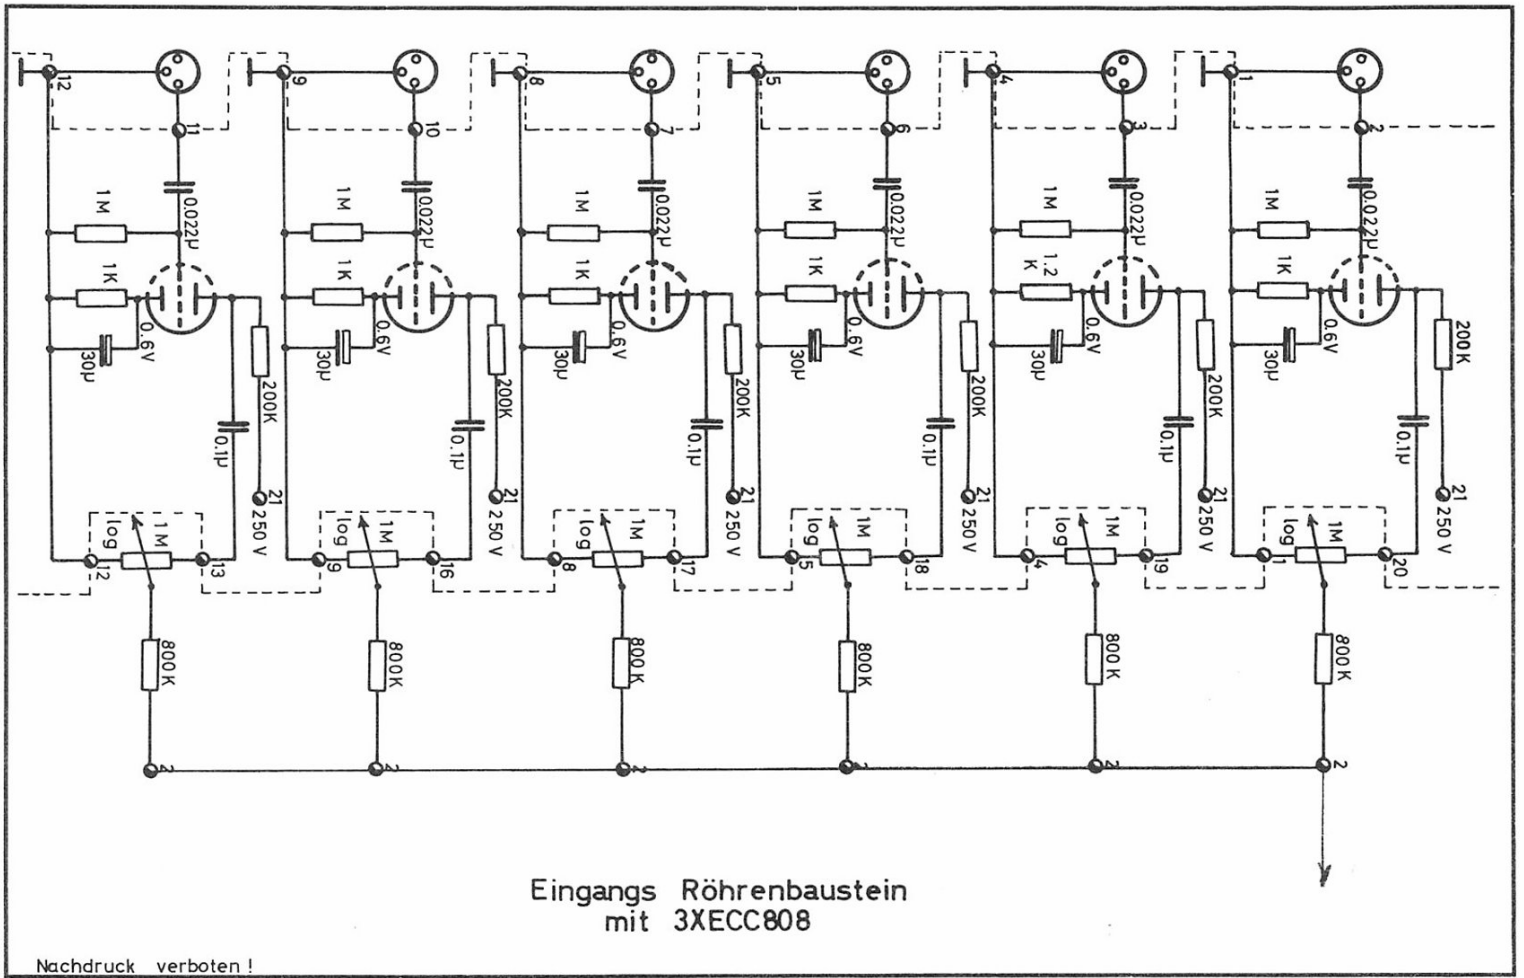 12
11
9
10
8
7
5
6
4
3
1
2
1M
0.022µ
1M
0.022µ
1M
0.022µ
1M
0.022µ
1M
0.022µ
1M
0.022µ
1K
1K
1K
1K
1.2
K
1K
0.6V
30µ
0.6V
30µ
0.6V
30µ
0.6V
30µ
0.6V
30µ
0.6V
30µ
200K
200K
200K
200K
200K
200K
0.1µ
0.1µ
0.1µ
0.1µ
0.1µ
0.1µ
21
250 V
21
250 V
21
250 V
21
250 V
21
250 V
21
250 V
log
1M
log
1M
log
1M
log
1M
log
1M
log
1M
12
13
9
16
8
17
5
18
4
19
1
20
800K
800K
800K
800K
800K
800K
2
2
2
2
2
2
Eingangs Röhrenbaustein
mit 3XECC808
Nachdruck verboten!